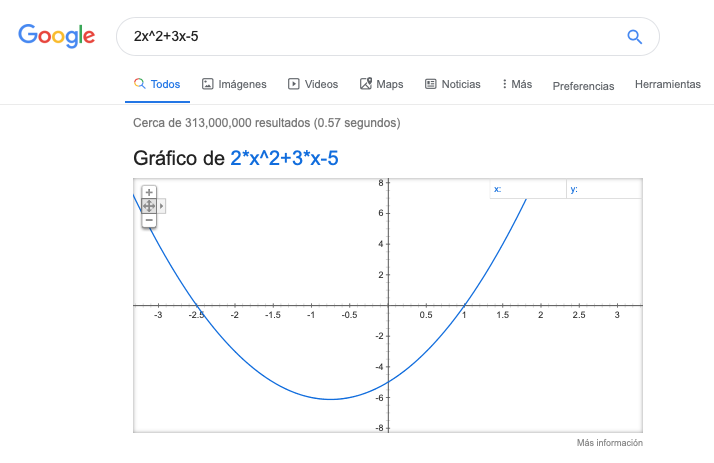 Google
2x^2+3x-5
Todos Imágenes Videos Maps Noticias Más Preferencias Herramientas
Cerca de 313,000,000 resultados (0.57 segundos)
Gráfico de 2*x^2+3*x-5
x: y:
8
6
4
2
-3 -2.5 -2 -1.5 -1 -0.5 0.5 1 1.5 2 2.5 3
-2
-4
-6
-8
Más información